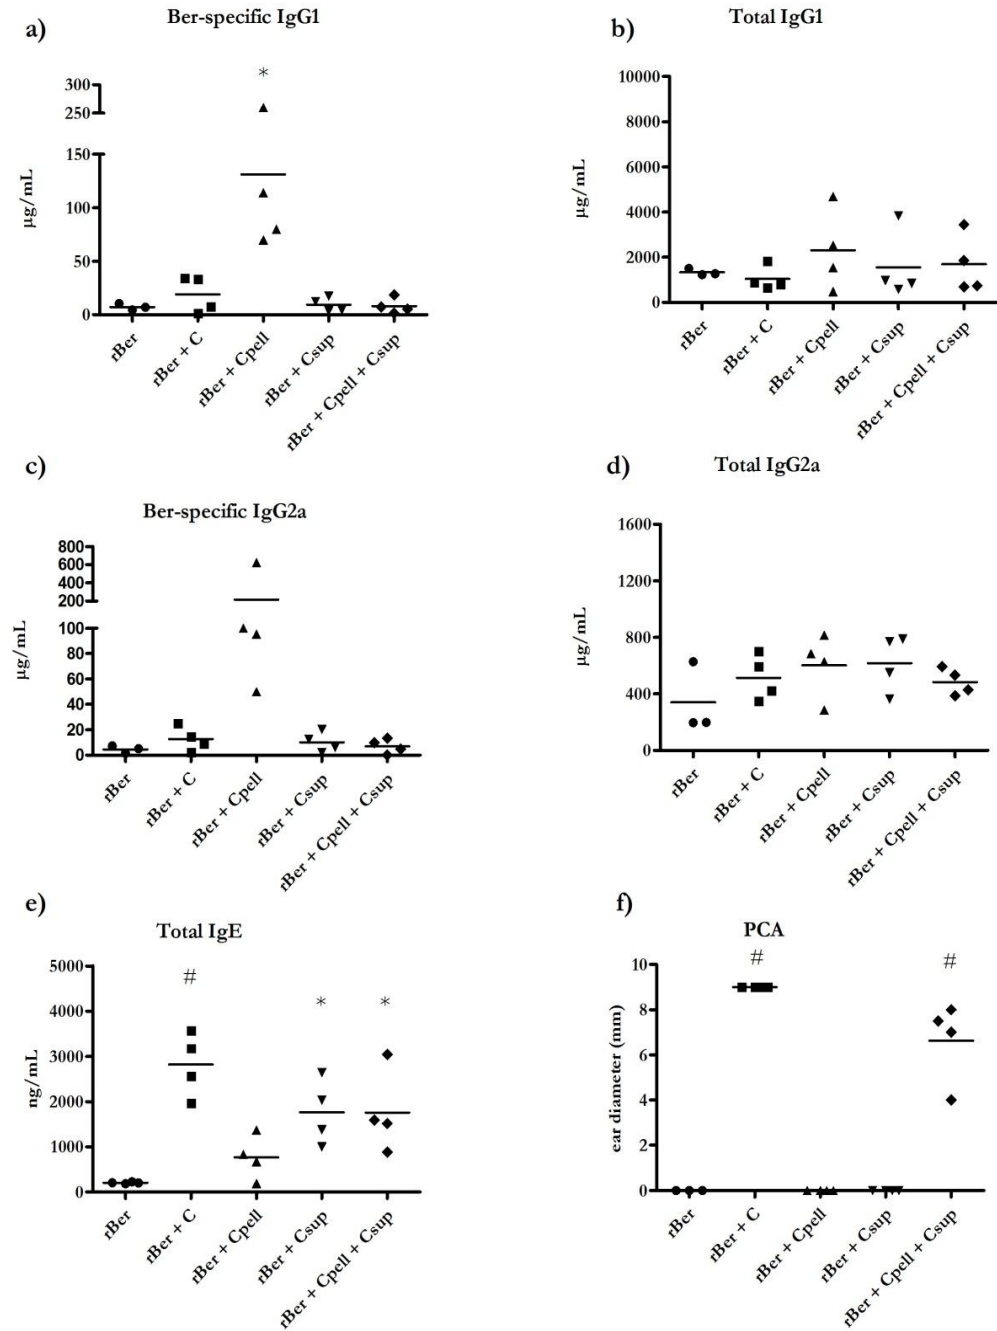 a)
Ber-specific IgG1
*
300
250
150
100
50
0
µg/mL
rBer
rBer + C
rBer + Cpell
rBer + Csup
rBer + Cpell + Csup
b)
Total IgG1
10000
8000
6000
4000
2000
0
µg/mL
rBer
rBer + C
rBer + Cpell
rBer + Csup
rBer + Cpell + Csup
c)
Ber-specific IgG2a
800
600
400
200
100
80
60
40
20
0
µg/mL
rBer
rBer + C
rBer + Cpell
rBer + Csup
rBer + Cpell + Csup
d)
Total IgG2a
1600
1200
800
400
0
µg/mL
rBer
rBer + C
rBer + Cpell
rBer + Csup
rBer + Cpell + Csup
e)
Total IgE
#
*
*
5000
4000
3000
2000
1000
0
ng/mL
rBer
rBer + C
rBer + Cpell
rBer + Csup
rBer + Cpell + Csup
f)
PCA
#
#
10
8
6
4
2
0
ear diameter (mm)
rBer
rBer + C
rBer + Cpell
rBer + Csup
rBer + Cpell + Csup